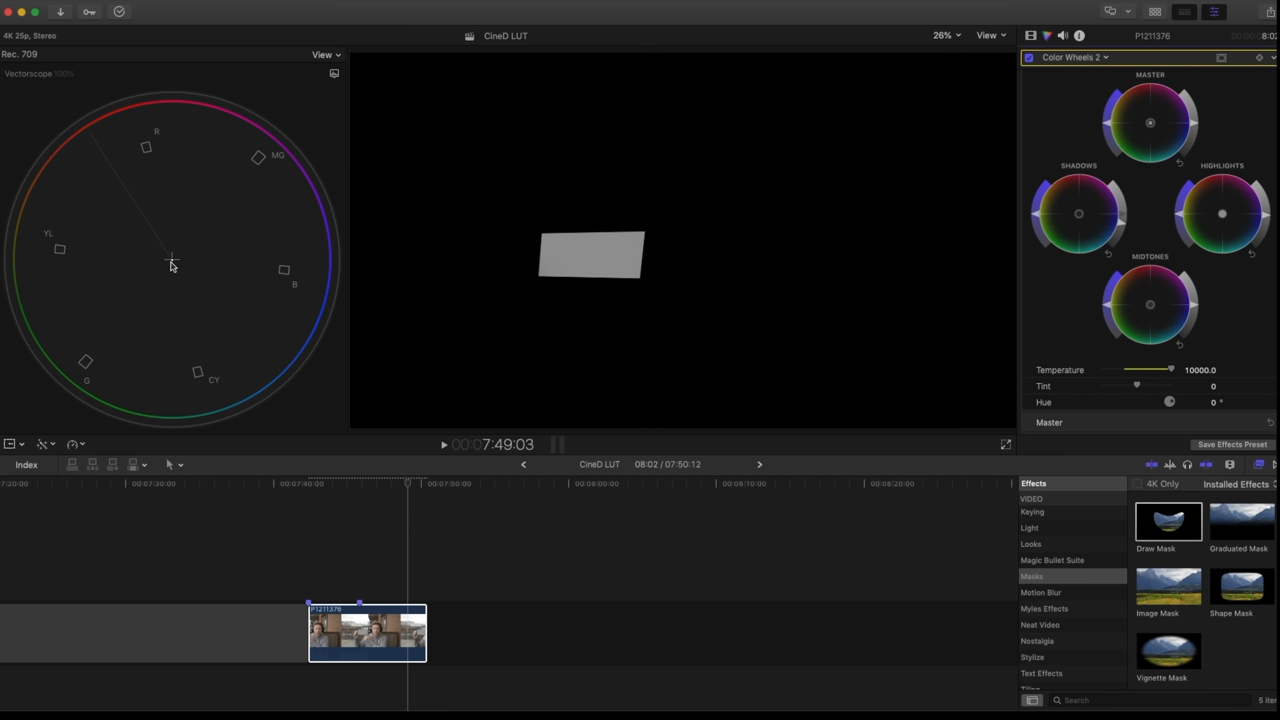 4K 25p, Stereo
CineD LUT
26%
View
P1211376
8:02
Rec. 709
View
Color Wheels 2
Vectorscope 100%
MASTER
R
MG
SHADOWS
HIGHLIGHTS
YL
B
MIDTONES
G
CY
Temperature
10000.0
Tint
0
Hue
0 °
Master
00:07:49:03
Save Effects Preset
Index
CineD LUT
08:02 / 07:50:12
7:20:00
00:07:30:00
00:07:40:00
00:07:50:00
00:08:00:00
00:08:10:00
00:08:20:00
Effects
4K Only
Installed Effects
VIDEO
Keying
Light
Looks
Magic Bullet Suite
Masks
Motion Blur
Myles Effects
Neat Video
Nostalgia
Stylize
Text Effects
Draw Mask
Graduated Mask
Image Mask
Shape Mask
Vignette Mask
P1211376
Search